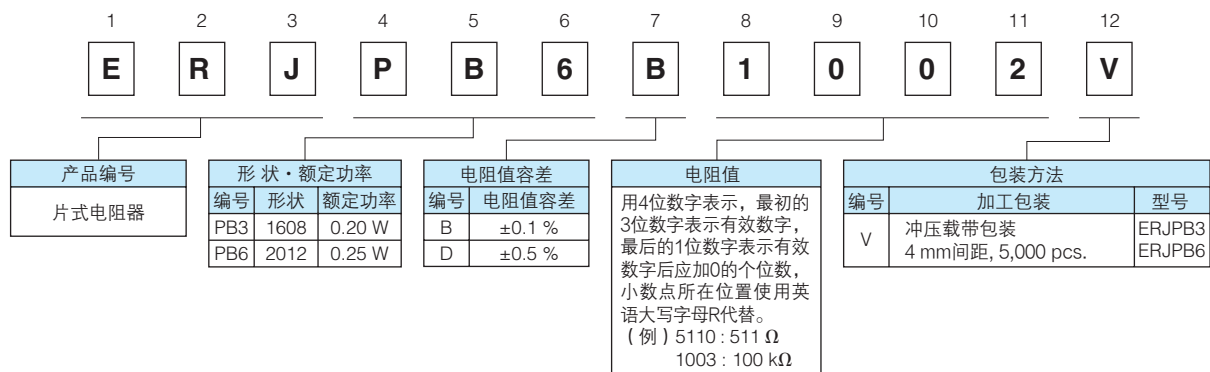 1 2 3 4 5 6 7 8 9 10 11 12
E R J P B 6 B 1 0 0 2 V
产品编号
片式电阻器
形 状・额定功率
编号 形状 额定功率
PB3 1608 0.20 W
PB6 2012 0.25 W
电阻值容差
编号 电阻值容差
B ±0.1 %
D ±0.5 %
电阻值
用4位数字表示，最初的
3位数字表示有效数字，
最后的1位数字表示有效
数字后应加0的个位数，
小数点所在位置使用英
语大写字母R代替。
（例）5110 : 511 Ω
1003 : 100 kΩ
包装方法
编号 加工包装 型号
V 冲压载带包装 ERJPB3
4 mm间距, 5,000 pcs. ERJPB6